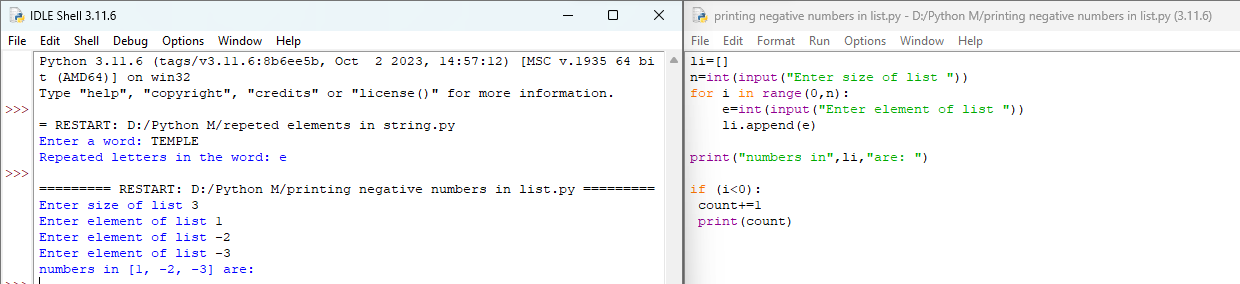 IDLE Shell 3.11.6
File Edit Shell Debug Options Window Help
Python 3.11.6 (tags/v3.11.6:8b6ee5b, Oct  2 2023, 14:57:12) [MSC v.1935 64 bi
t (AMD64)] on win32
Type "help", "copyright", "credits" or "license()" for more information.
>>>
= RESTART: D:/Python M/repeted elements in string.py
Enter a word: TEMPLE
Repeated letters in the word: e
>>>
========= RESTART: D:/Python M/printing negative numbers in list.py =========
Enter size of list 3
Enter element of list 1
Enter element of list -2
Enter element of list -3
numbers in [1, -2, -3] are:
>>>
printing negative numbers in list.py - D:/Python M/printing negative numbers in list.py (3.11.6)
File Edit Format Run Options Window Help
li=[]
n=int(input("Enter size of list "))
for i in range(0,n):
    e=int(input("Enter element of list "))
    li.append(e)
print("numbers in",li,"are: ")
if (i<0):
 count+=1
 print(count)